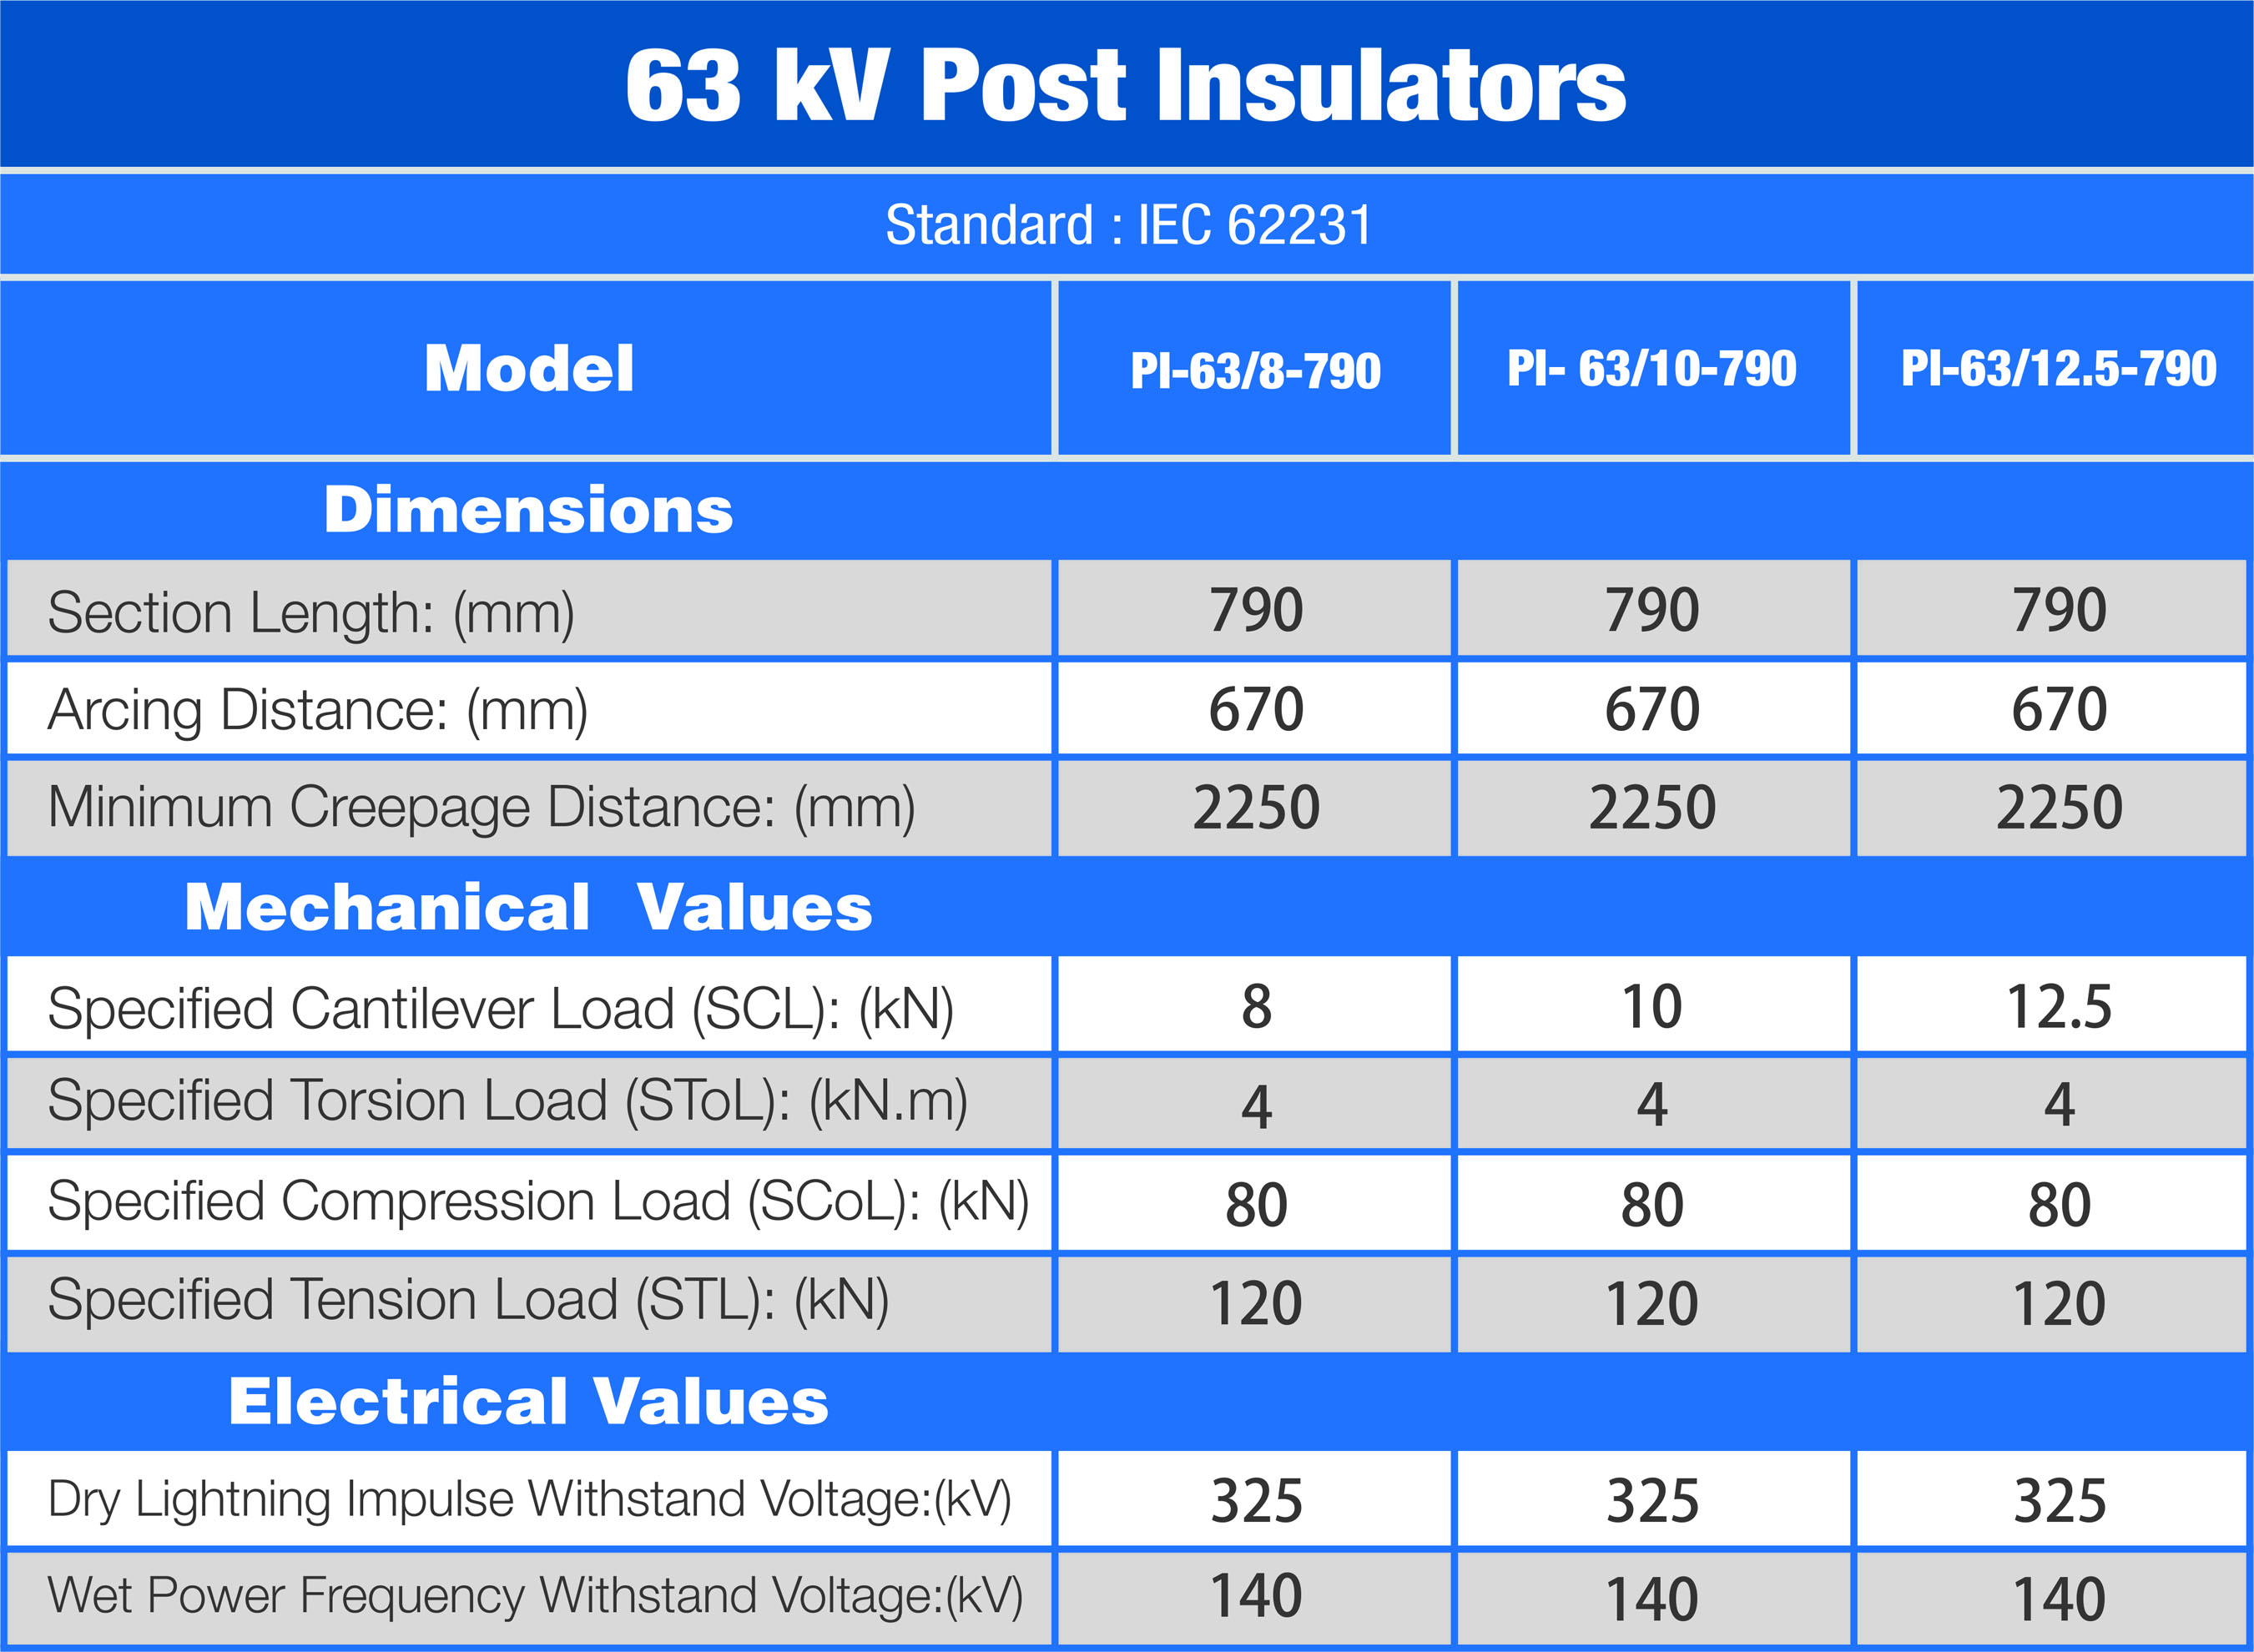 63 kV Post Insulators
Standard : IEC 62231
Model PI-63/8-790 PI- 63/10-790 PI-63/12.5-790
Dimensions
Section Length: (mm) 790 790 790
Arcing Distance: (mm) 670 670 670
Minimum Creepage Distance: (mm) 2250 2250 2250
Mechanical Values
Specified Cantilever Load (SCL): (kN) 8 10 12.5
Specified Torsion Load (SToL): (kN.m) 4 4 4
Specified Compression Load (SCoL): (kN) 80 80 80
Specified Tension Load (STL): (kN) 120 120 120
Electrical Values
Dry Lightning Impulse Withstand Voltage:(kV) 325 325 325
Wet Power Frequency Withstand Voltage:(kV) 140 140 140